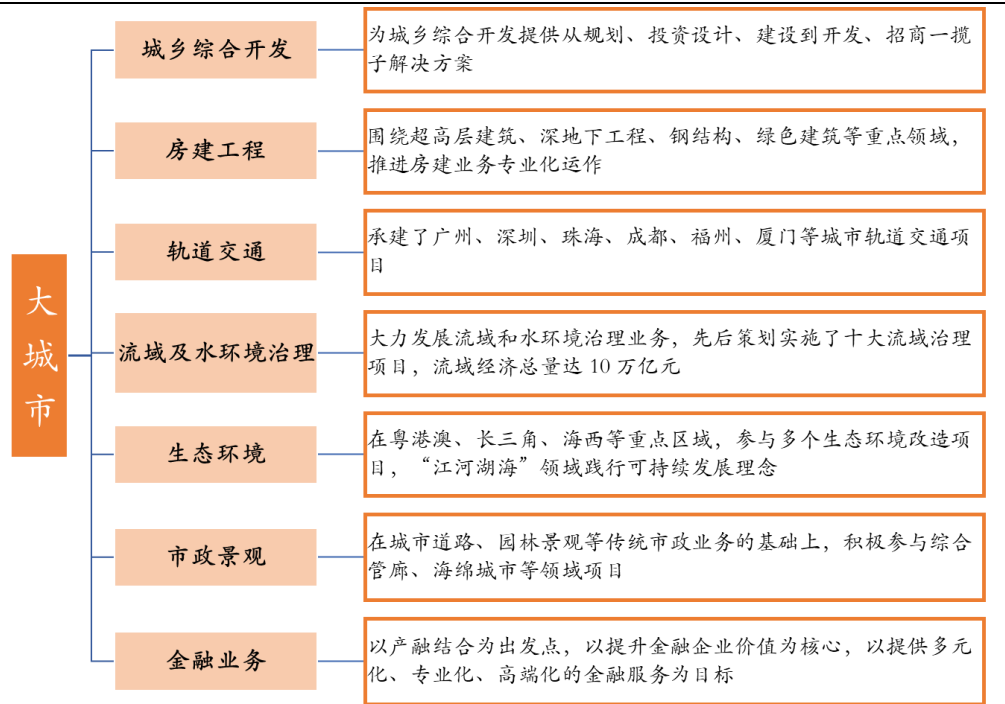 大城市
城乡综合开发
为城乡综合开发提供从规划、投资设计、建设到开发、招商一揽
子解决方案
房建工程
围绕超高层建筑、深地下工程、钢结构、绿色建筑等重点领域，
推进房建业务专业化运作
轨道交通
承建了广州、深圳、珠海、成都、福州、厦门等城市轨道交通项
目
流域及水环境治理
大力发展流域和水环境治理业务，先后策划实施了十大流域治理
项目，流域经济总量达 10 万亿元
生态环境
在粤港澳、长三角、海西等重点区域，参与多个生态环境改造项
目，“江河湖海”领域践行可持续发展理念
市政景观
在城市道路、园林景观等传统市政业务的基础上，积极参与综合
管廊、海绵城市等领域项目
金融业务
以产融结合为出发点，以提升金融企业价值为核心，以提供多元
化、专业化、高端化的金融服务为目标